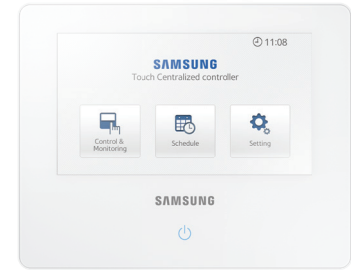 11:08
SAMSUNG
Touch Centralized controller
Control &
Monitoring
Schedule
Setting
SAMSUNG